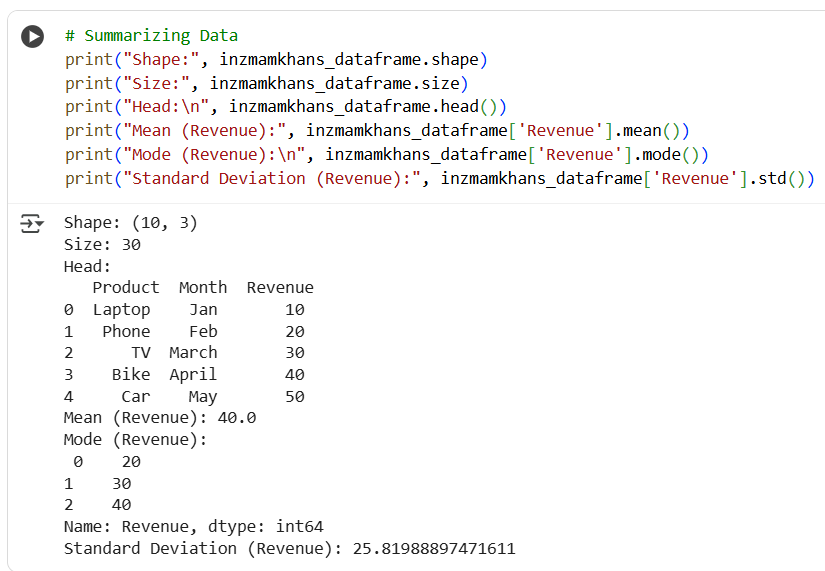 # Summarizing Data
print("Shape:", inzmamkhans_dataframe.shape)
print("Size:", inzmamkhans_dataframe.size)
print("Head:\n", inzmamkhans_dataframe.head())
print("Mean (Revenue):", inzmamkhans_dataframe['Revenue'].mean())
print("Mode (Revenue):\n", inzmamkhans_dataframe['Revenue'].mode())
print("Standard Deviation (Revenue):", inzmamkhans_dataframe['Revenue'].std())
Shape: (10, 3)
Size: 30
Head:
   Product  Month  Revenue
0  Laptop    Jan       10
1   Phone    Feb       20
2      TV  March       30
3    Bike  April       40
4     Car    May       50
Mean (Revenue): 40.0
Mode (Revenue):
 0    20
1    30
2    40
Name: Revenue, dtype: int64
Standard Deviation (Revenue): 25.81988897471611